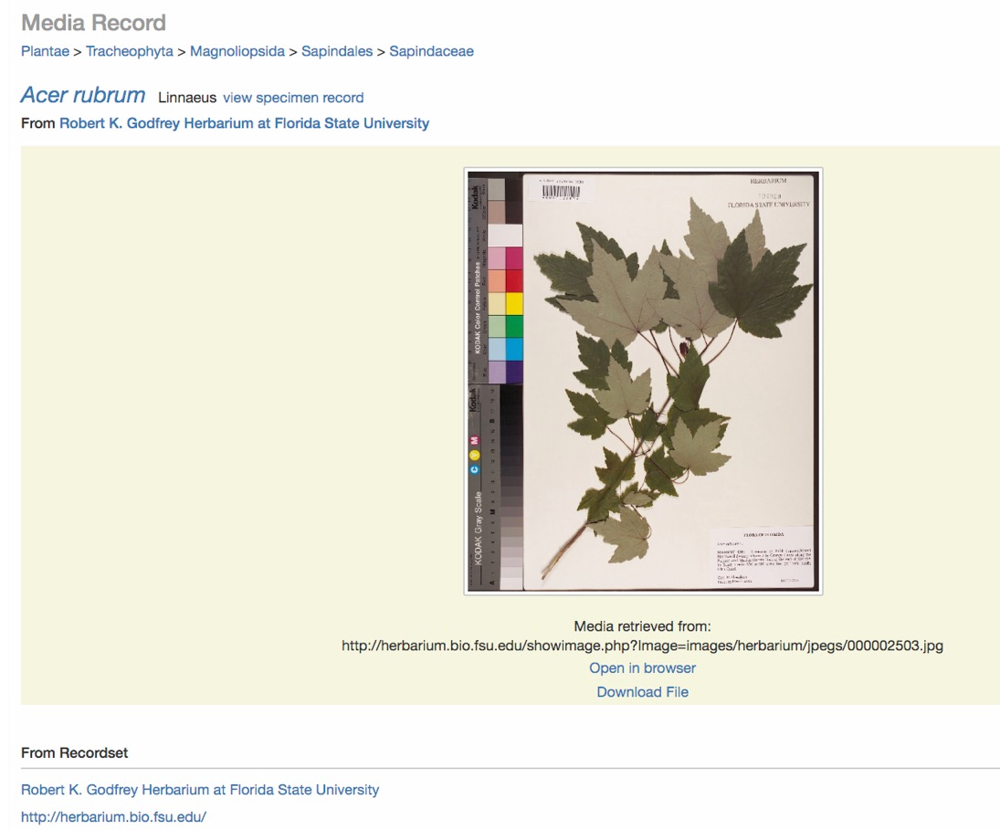 Media Record
Plantae > Tracheophyta > Magnoliopsida > Sapindales > Sapindaceae
Acer rubrum Linnaeus view specimen record
From Robert K. Godfrey Herbarium at Florida State University
HERBARIUM
FLORIDA STATE UNIVERSITY
Kodak
KODAK Color Control Patches
Kodak
C Y M
KODAK Gray Scale
A
M
B
FLORA OF FLORIDA
Media retrieved from:
http://herbarium.bio.fsu.edu/showimage.php?Image=images/herbarium/jpegs/000002503.jpg
Open in browser
Download File
From Recordset
Robert K. Godfrey Herbarium at Florida State University
http://herbarium.bio.fsu.edu/